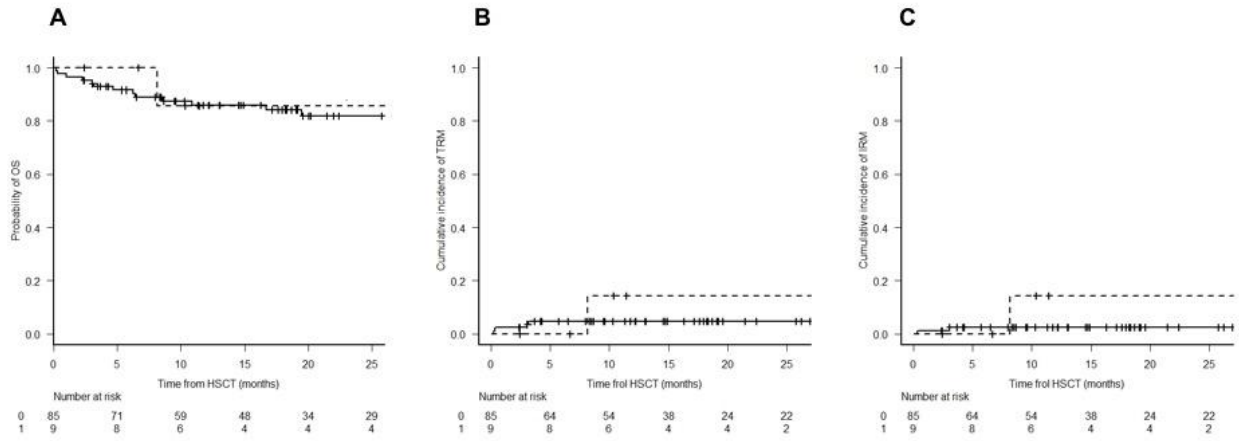 A
B
C
Probability of OS
1.0
0.8
0.6
0.4
0.2
0.0
0 5 10 15 20 25
Time from HSCT (months)
Number at risk
0 85 71 59 48 34 29
1 9 8 6 4 4 4
Cumulative incidence of TRM
1.0
0.8
0.6
0.4
0.2
0.0
0 5 10 15 20 25
Time frol HSCT (months)
Number at risk
0 85 64 54 38 24 22
1 9 8 6 4 4 2
Cumulative incidence of IRM
1.0
0.8
0.6
0.4
0.2
0.0
0 5 10 15 20 25
Time frol HSCT (months)
Number at risk
0 85 64 54 38 24 22
1 9 8 6 4 4 2